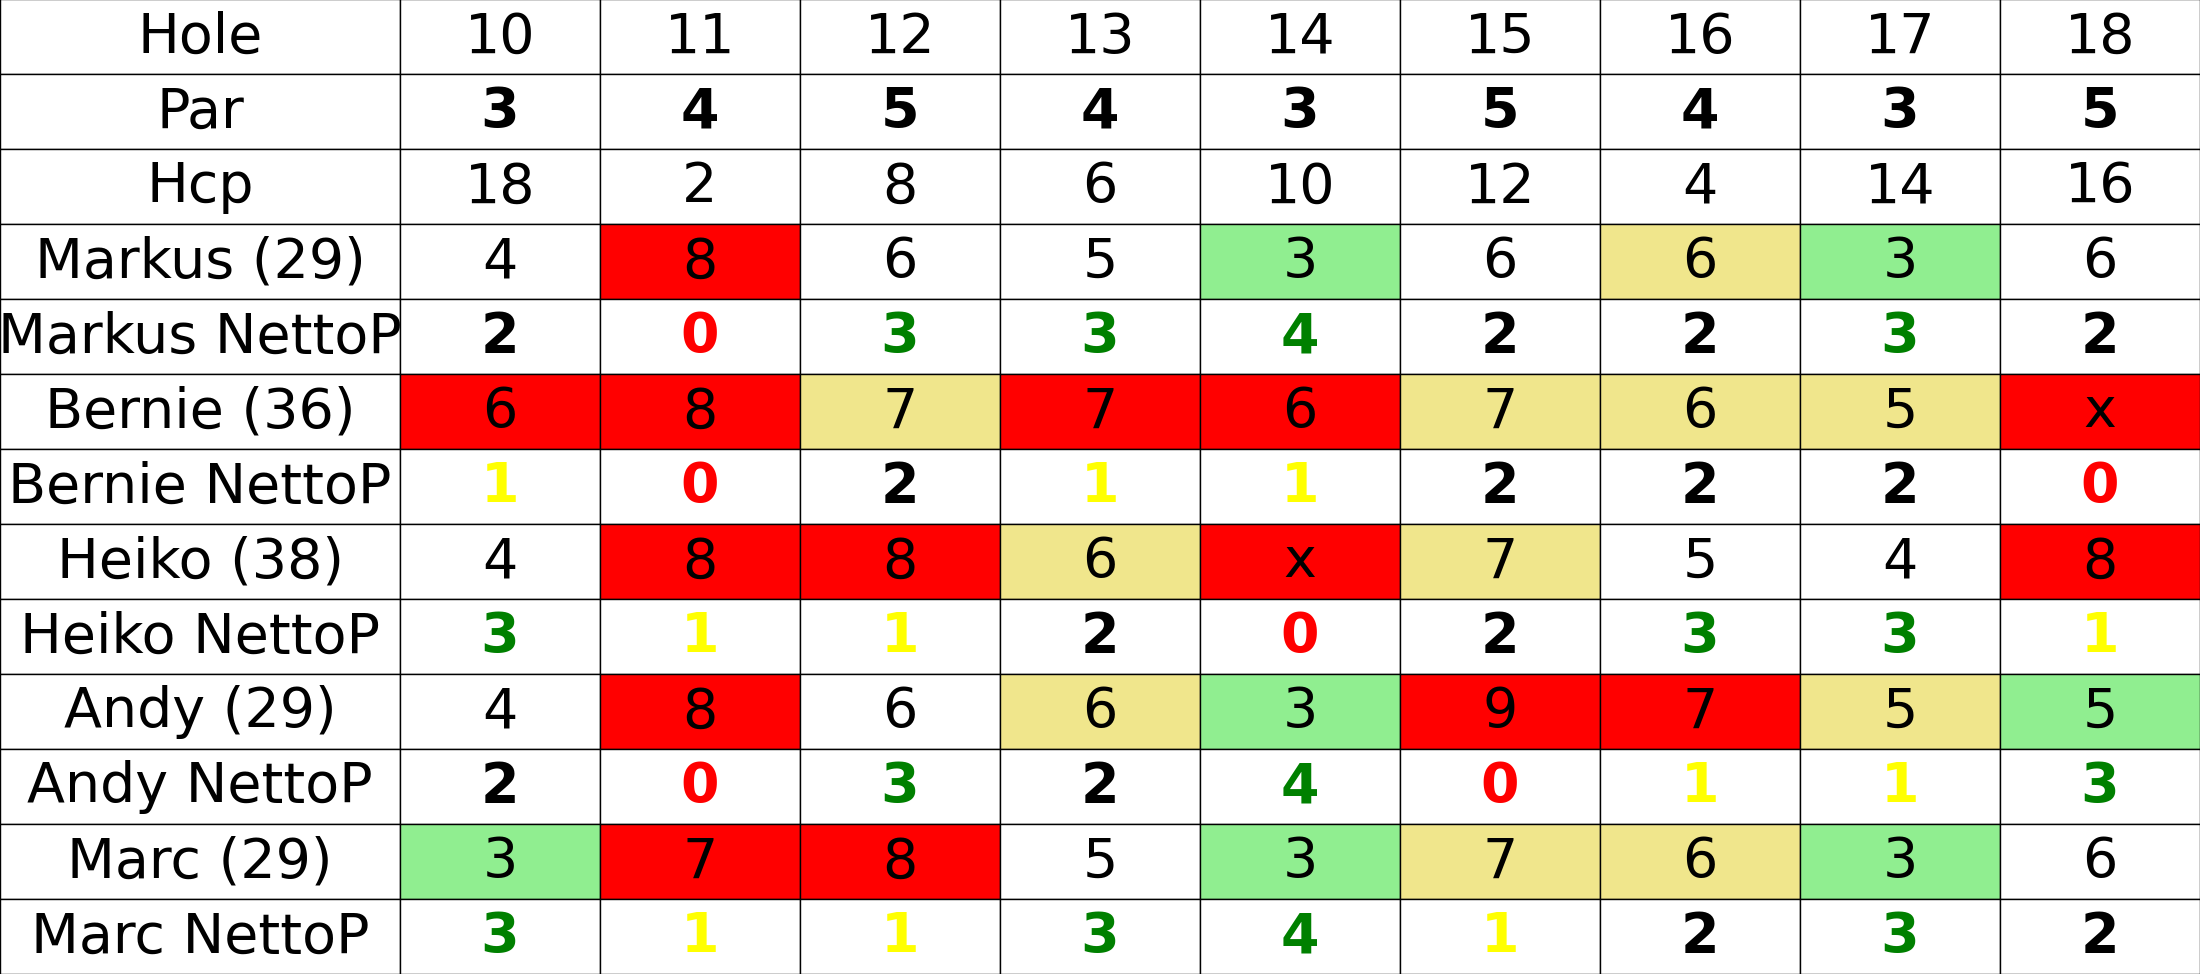 Hole 10 11 12 13 14 15 16 17 18
Par 3 4 5 4 3 5 4 3 5
Hcp 18 2 8 6 10 12 4 14 16
Markus (29) 4 8 6 5 3 6 6 3 6
Markus NettoP 2 0 3 3 4 2 2 3 2
Bernie (36) 6 8 7 7 6 7 6 5 x
Bernie NettoP 1 0 2 1 1 2 2 2 0
Heiko (38) 4 8 8 6 x 7 5 4 8
Heiko NettoP 3 1 1 2 0 2 3 3 1
Andy (29) 4 8 6 6 3 9 7 5 5
Andy NettoP 2 0 3 2 4 0 1 1 3
Marc (29) 3 7 8 5 3 7 6 3 6
Marc NettoP 3 1 1 3 4 1 2 3 2